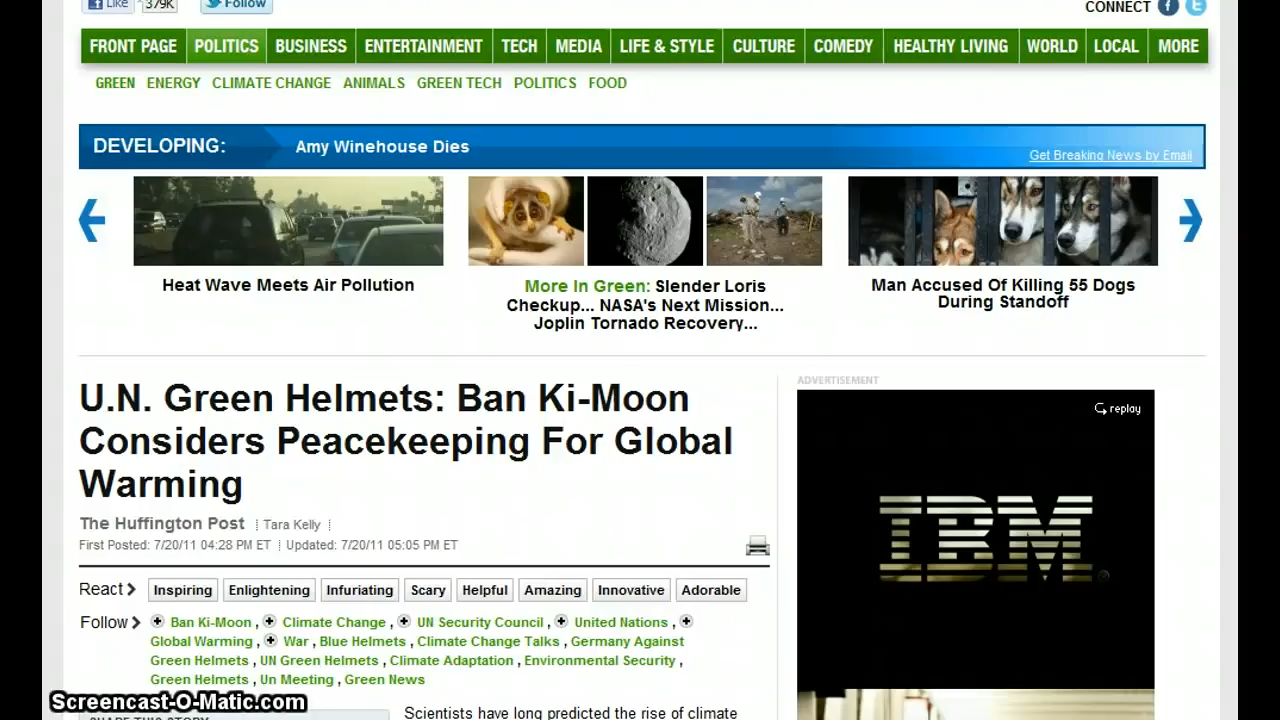 Like 379K Follow CONNECT
FRONT PAGE POLITICS BUSINESS ENTERTAINMENT TECH MEDIA LIFE & STYLE CULTURE COMEDY HEALTHY LIVING WORLD LOCAL MORE
GREEN ENERGY CLIMATE CHANGE ANIMALS GREEN TECH POLITICS FOOD
DEVELOPING: Amy Winehouse Dies
Get Breaking News by Email
Heat Wave Meets Air Pollution
More In Green: Slender Loris
Checkup... NASA's Next Mission...
Joplin Tornado Recovery...
Man Accused Of Killing 55 Dogs
During Standoff
U.N. Green Helmets: Ban Ki-Moon
Considers Peacekeeping For Global
Warming
The Huffington Post Tara Kelly
First Posted: 7/20/11 04:28 PM ET Updated: 7/20/11 05:05 PM ET
React Inspiring Enlightening Infuriating Scary Helpful Amazing Innovative Adorable
Follow Ban Ki-Moon , Climate Change , UN Security Council , United Nations ,
Global Warming , War , Blue Helmets , Climate Change Talks , Germany Against
Green Helmets , UN Green Helmets , Climate Adaptation , Environmental Security ,
Green Helmets , Un Meeting , Green News
ADVERTISEMENT
replay
IBM
Screencast-O-Matic.com
SHARE THIS STORY
Scientists have long predicted the rise of climate